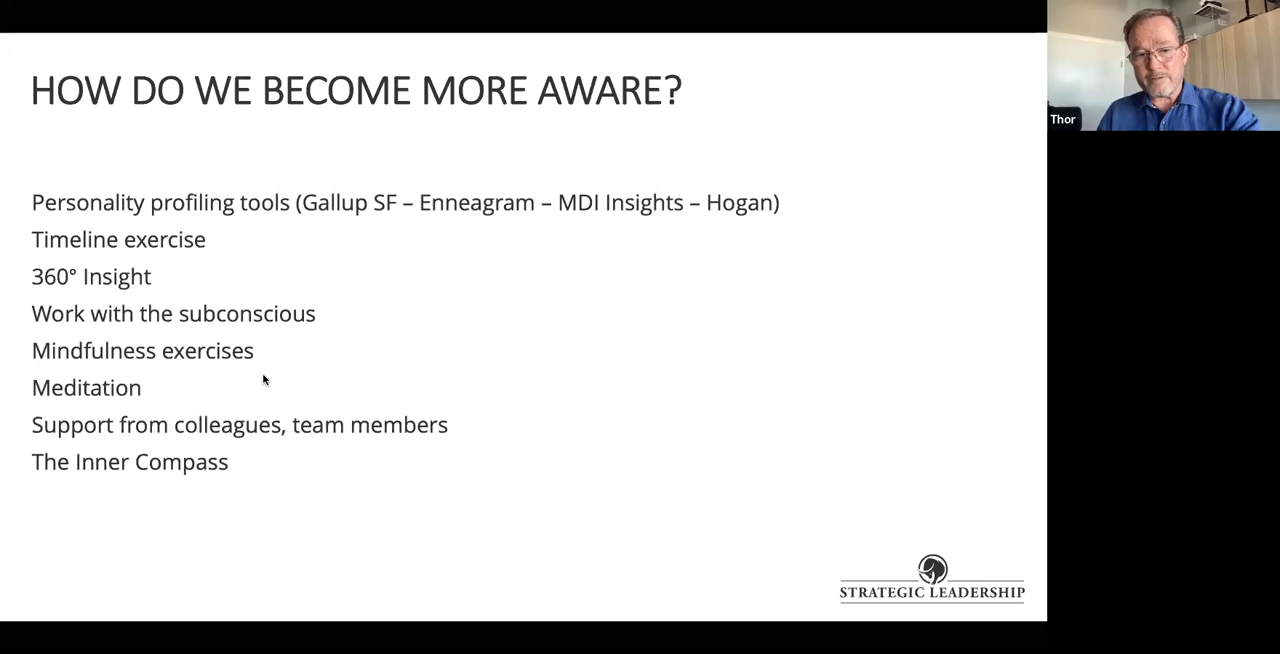 HOW DO WE BECOME MORE AWARE?
Personality profiling tools (Gallup SF – Enneagram – MDI Insights – Hogan)
Timeline exercise
360° Insight
Work with the subconscious
Mindfulness exercises
Meditation
Support from colleagues, team members
The Inner Compass
STRATEGIC LEADERSHIP
Thor